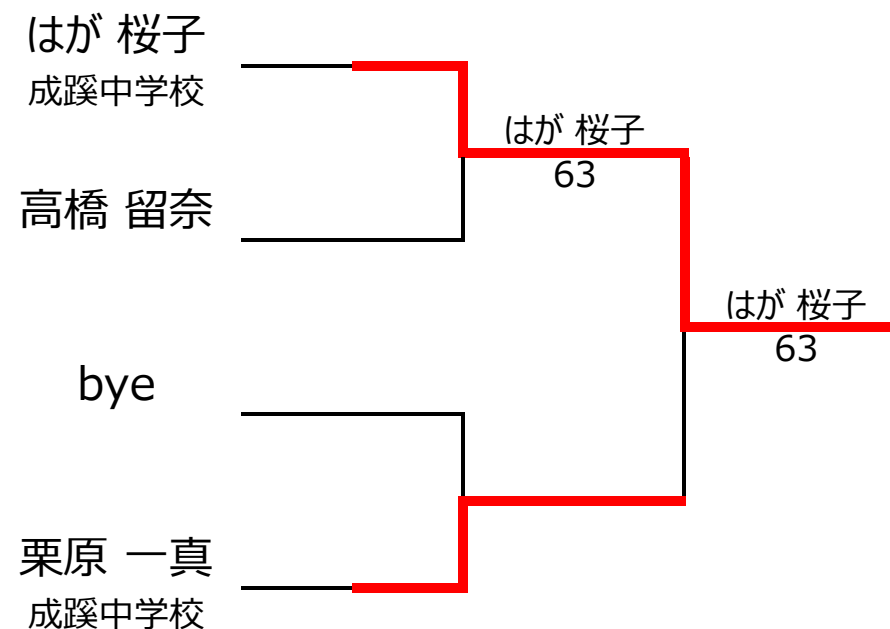 はが 桜子
成蹊中学校
はが 桜子
63
高橋 留奈
はが 桜子
63
bye
栗原 一真
成蹊中学校